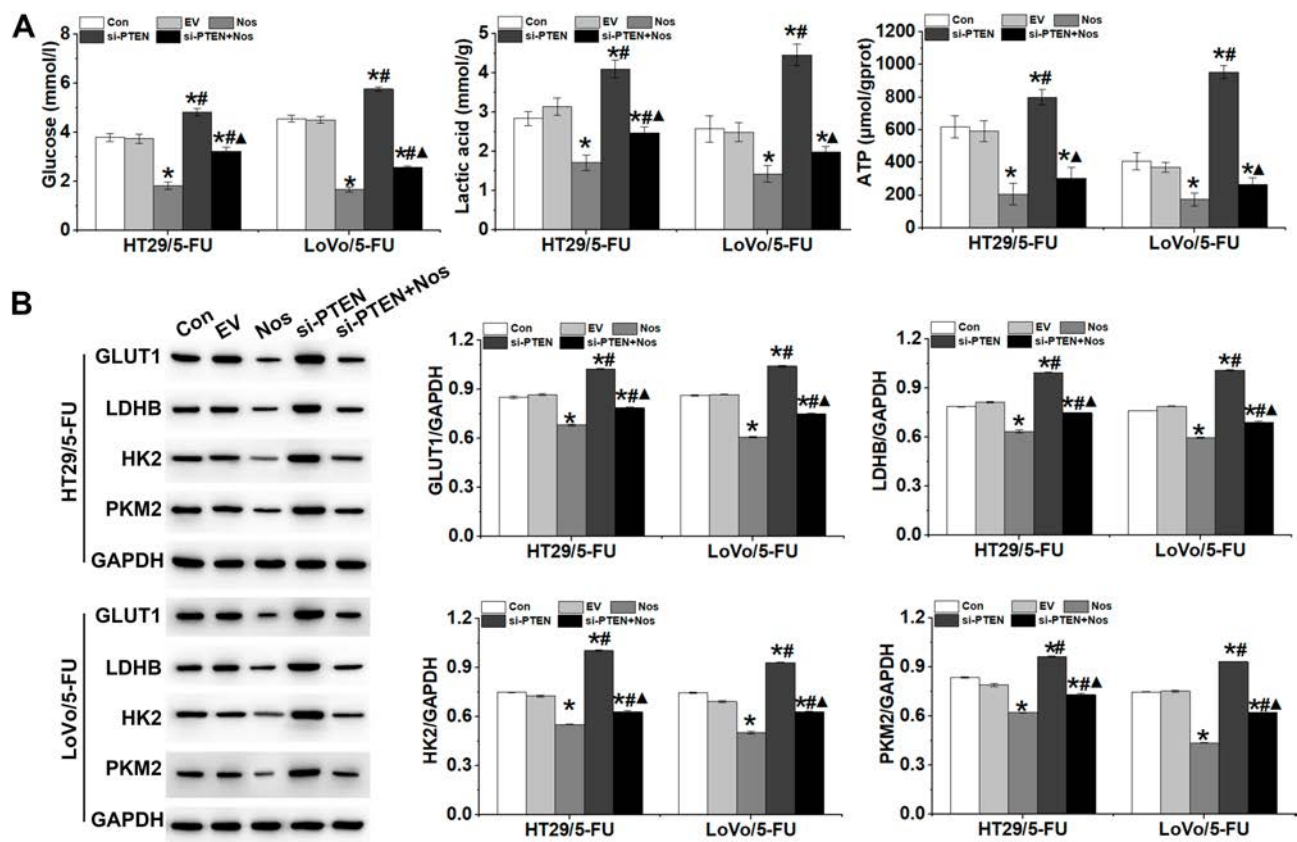 A
Con EV Nos
si-PTEN si-PTEN+Nos
Glucose (mmol/l)
8
6
4
2
0
*
*#
*#▲
*
*#
*#▲
HT29/5-FU LoVo/5-FU
Con EV Nos
si-PTEN si-PTEN+Nos
Lactic acid (mmol/g)
5
4
3
2
1
0
*
*#
*#▲
*
*#
*▲
HT29/5-FU LoVo/5-FU
Con EV Nos
si-PTEN si-PTEN+Nos
ATP (μmol/gprot)
1200
1000
800
600
400
200
0
*
*#
*▲
*
*#
*▲
HT29/5-FU LoVo/5-FU
B
Con EV Nos si-PTEN si-PTEN+Nos
HT29/5-FU
GLUT1
LDHB
HK2
PKM2
GAPDH
LoVo/5-FU
GLUT1
LDHB
HK2
PKM2
GAPDH
Con EV Nos
si-PTEN si-PTEN+Nos
GLUT1/GAPDH
1.2
0.9
0.6
0.3
0.0
*
*#
*#▲
*
*#
*#▲
HT29/5-FU LoVo/5-FU
Con EV Nos
si-PTEN si-PTEN+Nos
LDHB/GAPDH
1.2
0.9
0.6
0.3
0.0
*
*#
*#▲
*
*#
*#▲
HT29/5-FU LoVo/5-FU
Con EV Nos
si-PTEN si-PTEN+Nos
HK2/GAPDH
1.2
0.9
0.6
0.3
0.0
*
*#
*#▲
*
*#
*#▲
HT29/5-FU LoVo/5-FU
Con EV Nos
si-PTEN si-PTEN+Nos
PKM2/GAPDH
1.2
0.9
0.6
0.3
0.0
*
*#
*#▲
*
*#
*#▲
HT29/5-FU LoVo/5-FU